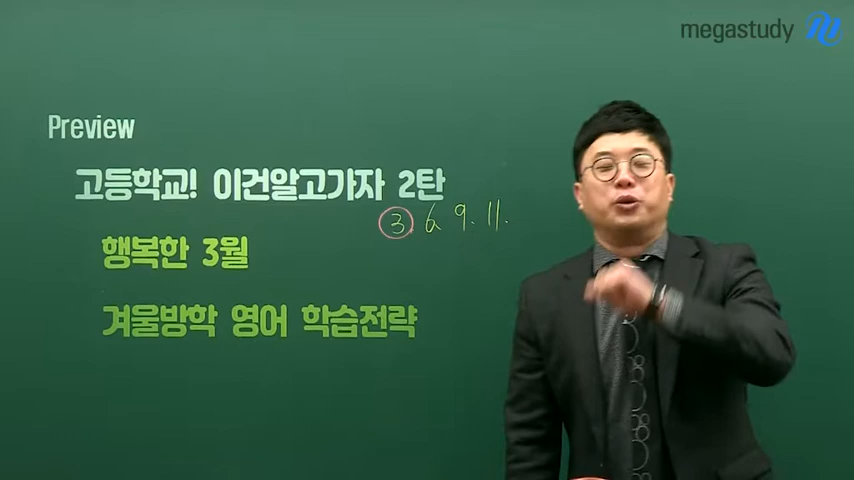 megastudy
Preview
고등학교! 이건알고가자 2탄
3. 6. 9. 11.
행복한 3월
겨울방학 영어 학습전략